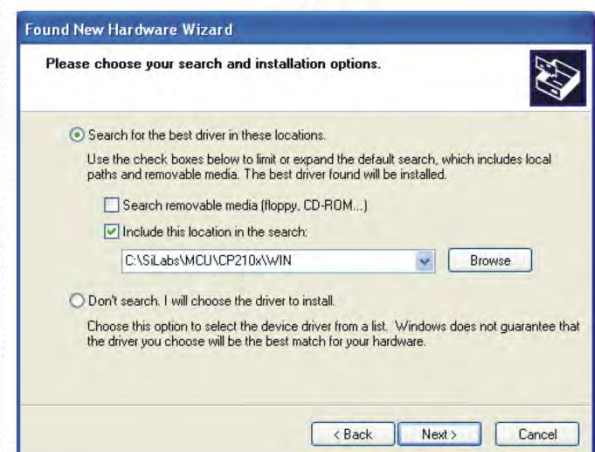 Found New Hardware Wizard
Please choose your search and installation options.
Search for the best driver in these locations.
Use the check boxes below to limit or expand the default search, which includes local
paths and removable media. The best driver found will be installed.
Search removable media (floppy, CD-ROM...)
Include this location in the search:
C:\SiLabs\MCU\CP210x\WIN
Browse
Don't search. I will choose the driver to install.
Choose this option to select the device driver from a list. Windows does not guarantee that
the driver you choose will be the best match for your hardware.
< Back Next > Cancel